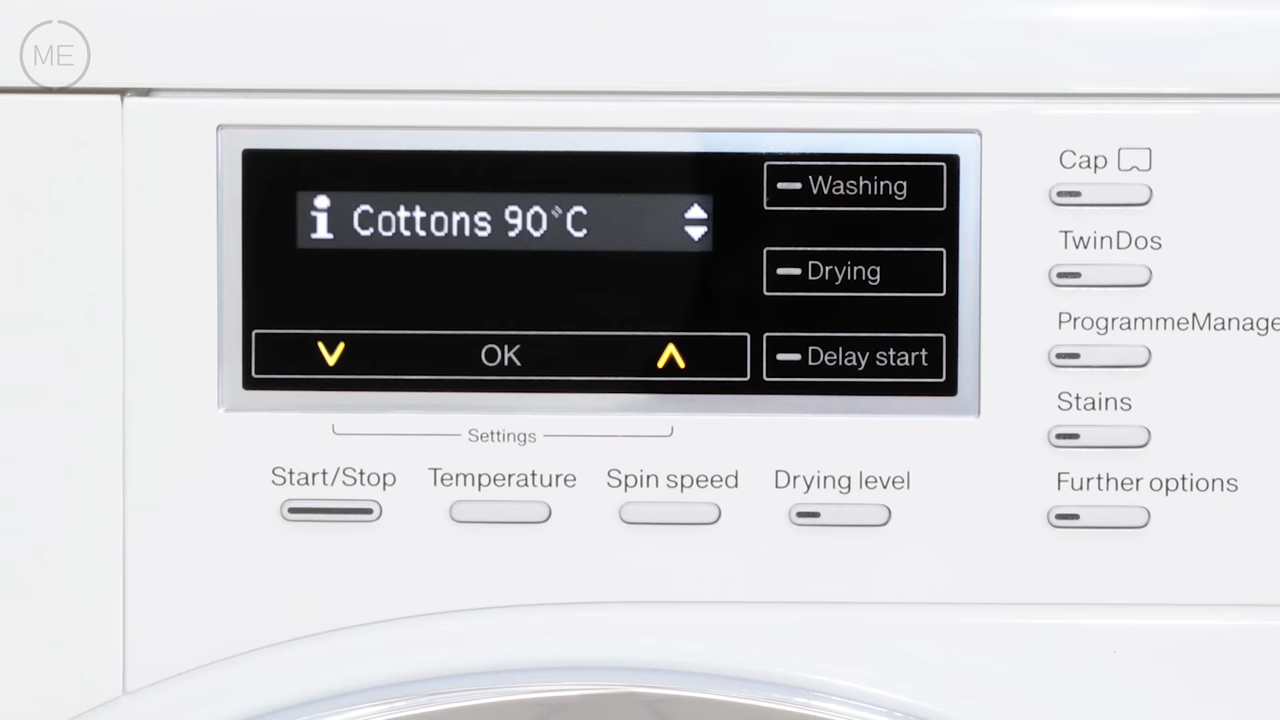 ME
Cottons 90°C
Washing
Drying
OK
Delay start
Settings
Start/Stop
Temperature
Spin speed
Drying level
Cap
TwinDos
ProgrammeManage
Stains
Further options